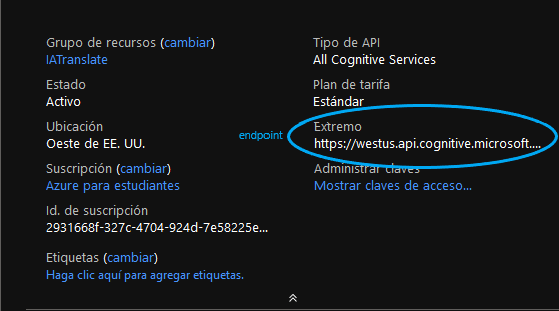 Grupo de recursos (cambiar)
IATranslate
Estado
Activo
Ubicación
Oeste de EE. UU.
Suscripción (cambiar)
Azure para estudiantes
Id. de suscripción
2931668f-327c-4704-924d-7e58225e...
Etiquetas (cambiar)
Haga clic aquí para agregar etiquetas.
Tipo de API
All Cognitive Services
Plan de tarifa
Estándar
endpoint
Extremo
https://westus.api.cognitive.microsoft....
Administrar claves
Mostrar claves de acceso...